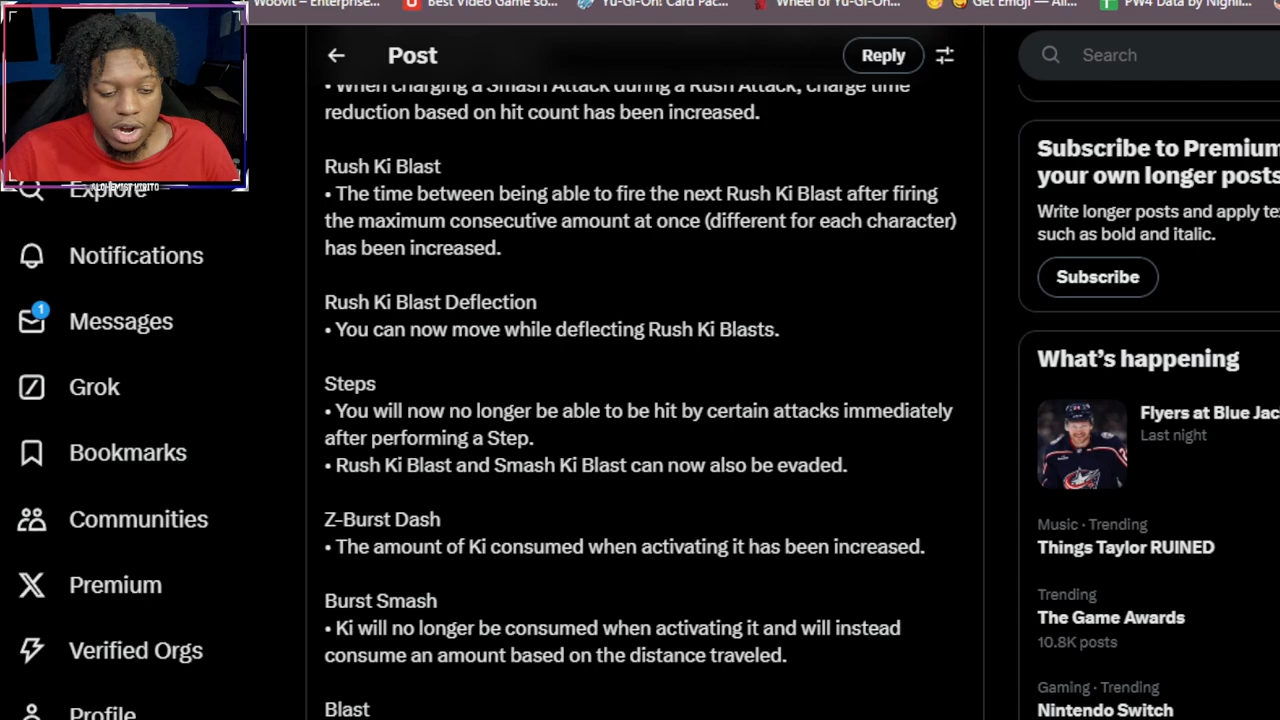 Woovit – Enterprise...
Best Video Game so...
Yu-Gi-Oh! Card Pac...
Wheel of Yu-Gi-Oh...
Get Emoji — All...
PW4 Data by Nighli...
Post
Reply
Search
• When charging a Smash Attack during a Rush Attack, charge time
reduction based on hit count has been increased.
Rush Ki Blast
• The time between being able to fire the next Rush Ki Blast after firing
the maximum consecutive amount at once (different for each character)
has been increased.
Rush Ki Blast Deflection
• You can now move while deflecting Rush Ki Blasts.
Steps
• You will now no longer be able to be hit by certain attacks immediately
after performing a Step.
• Rush Ki Blast and Smash Ki Blast can now also be evaded.
Z-Burst Dash
• The amount of Ki consumed when activating it has been increased.
Burst Smash
• Ki will no longer be consumed when activating it and will instead
consume an amount based on the distance traveled.
Blast
ALCHEMIST KIRITO
Explore
Notifications
1
Messages
Grok
Bookmarks
Communities
Premium
Verified Orgs
Profile
Subscribe to Premium
your own longer posts
Write longer posts and apply te
such as bold and italic.
Subscribe
What's happening
Flyers at Blue Jac
Last night
Music · Trending
Things Taylor RUINED
Trending
The Game Awards
10.8K posts
Gaming · Trending
Nintendo Switch